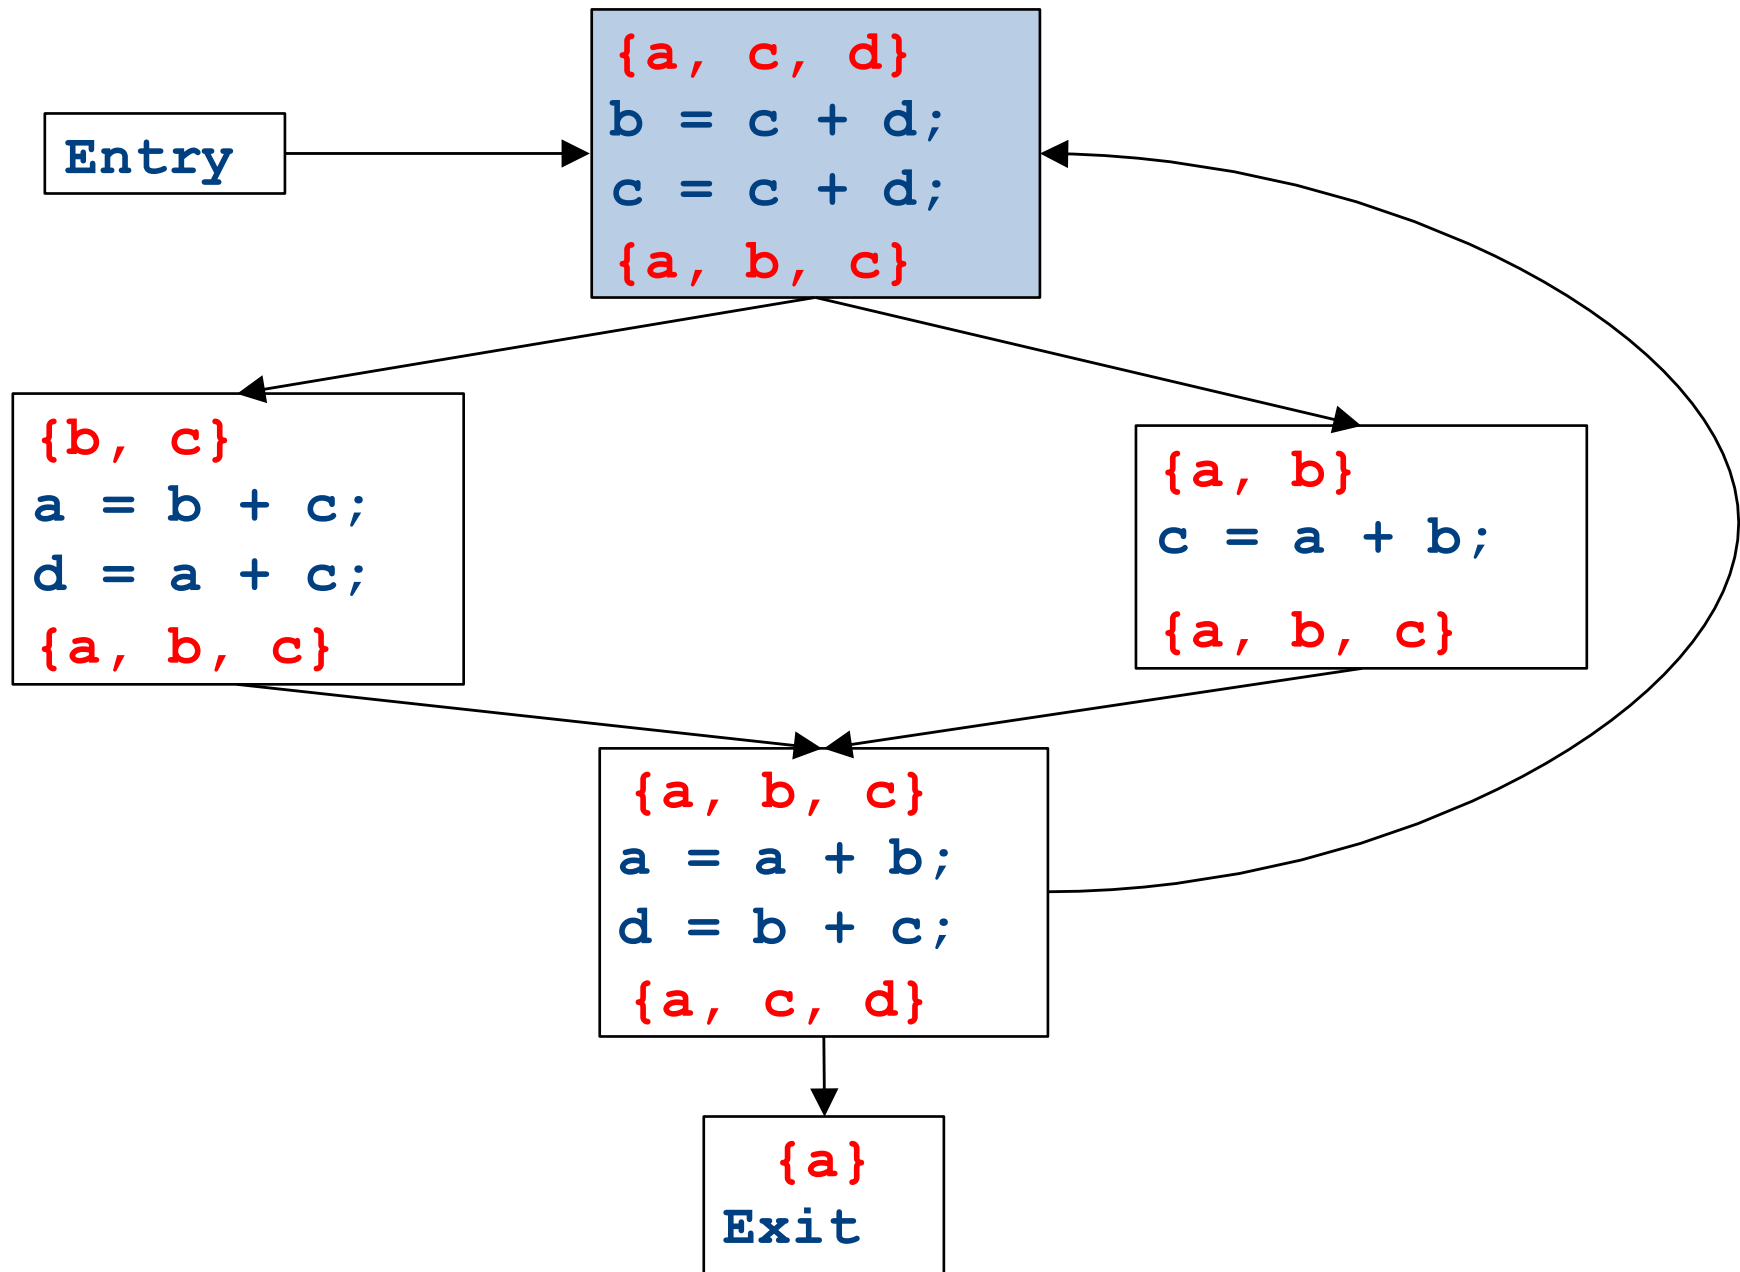 Entry
{a, c, d}
b = c + d;
c = c + d;
{a, b, c}
{b, c}
a = b + c;
d = a + c;
{a, b, c}
{a, b}
c = a + b;
{a, b, c}
{a, b, c}
a = a + b;
d = b + c;
{a, c, d}
{a}
Exit